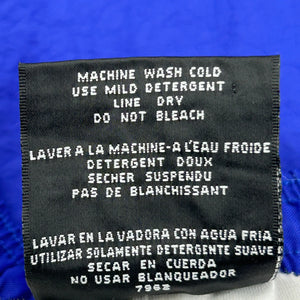 MACHINE WASH COLD
USE MILD DETERGENT
LINE DRY
DO NOT BLEACH
LAVER A LA MACHINE-A L'EAU FROIDE
DETERGENT DOUX
SECHER SUSPENDU
PAS DE BLANCHISSANT
LAVAR EN LA VADORA CON AGUA FRIA
UTILIZAR SOLAMENTE DETERGENTE SUAVE
SECAR EN CUERDA
NO USAR BLANQUEADOR
7962